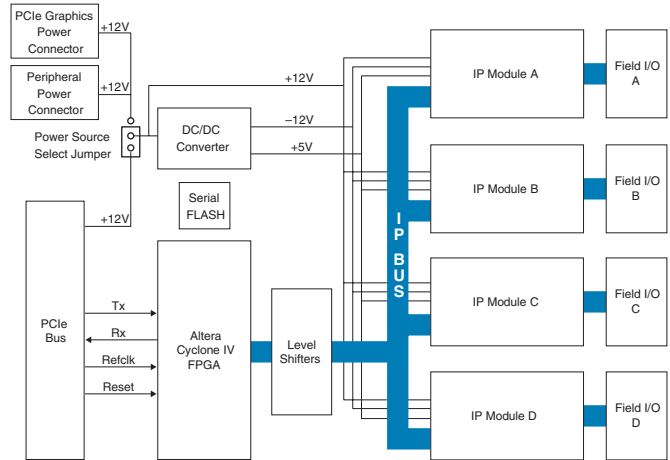 PCIe Graphics
Power
Connector
+12V
Peripheral
Power
Connector
+12V
Power Source
Select Jumper
+12V
DC/DC
Converter
+12V
–12V
+5V
Serial
FLASH
PCIe
Bus
Tx
Rx
Refclk
Reset
Altera
Cyclone IV
FPGA
Level
Shifters
IP BUS
IP Module A
Field I/O
A
IP Module B
Field I/O
B
IP Module C
Field I/O
C
IP Module D
Field I/O
D